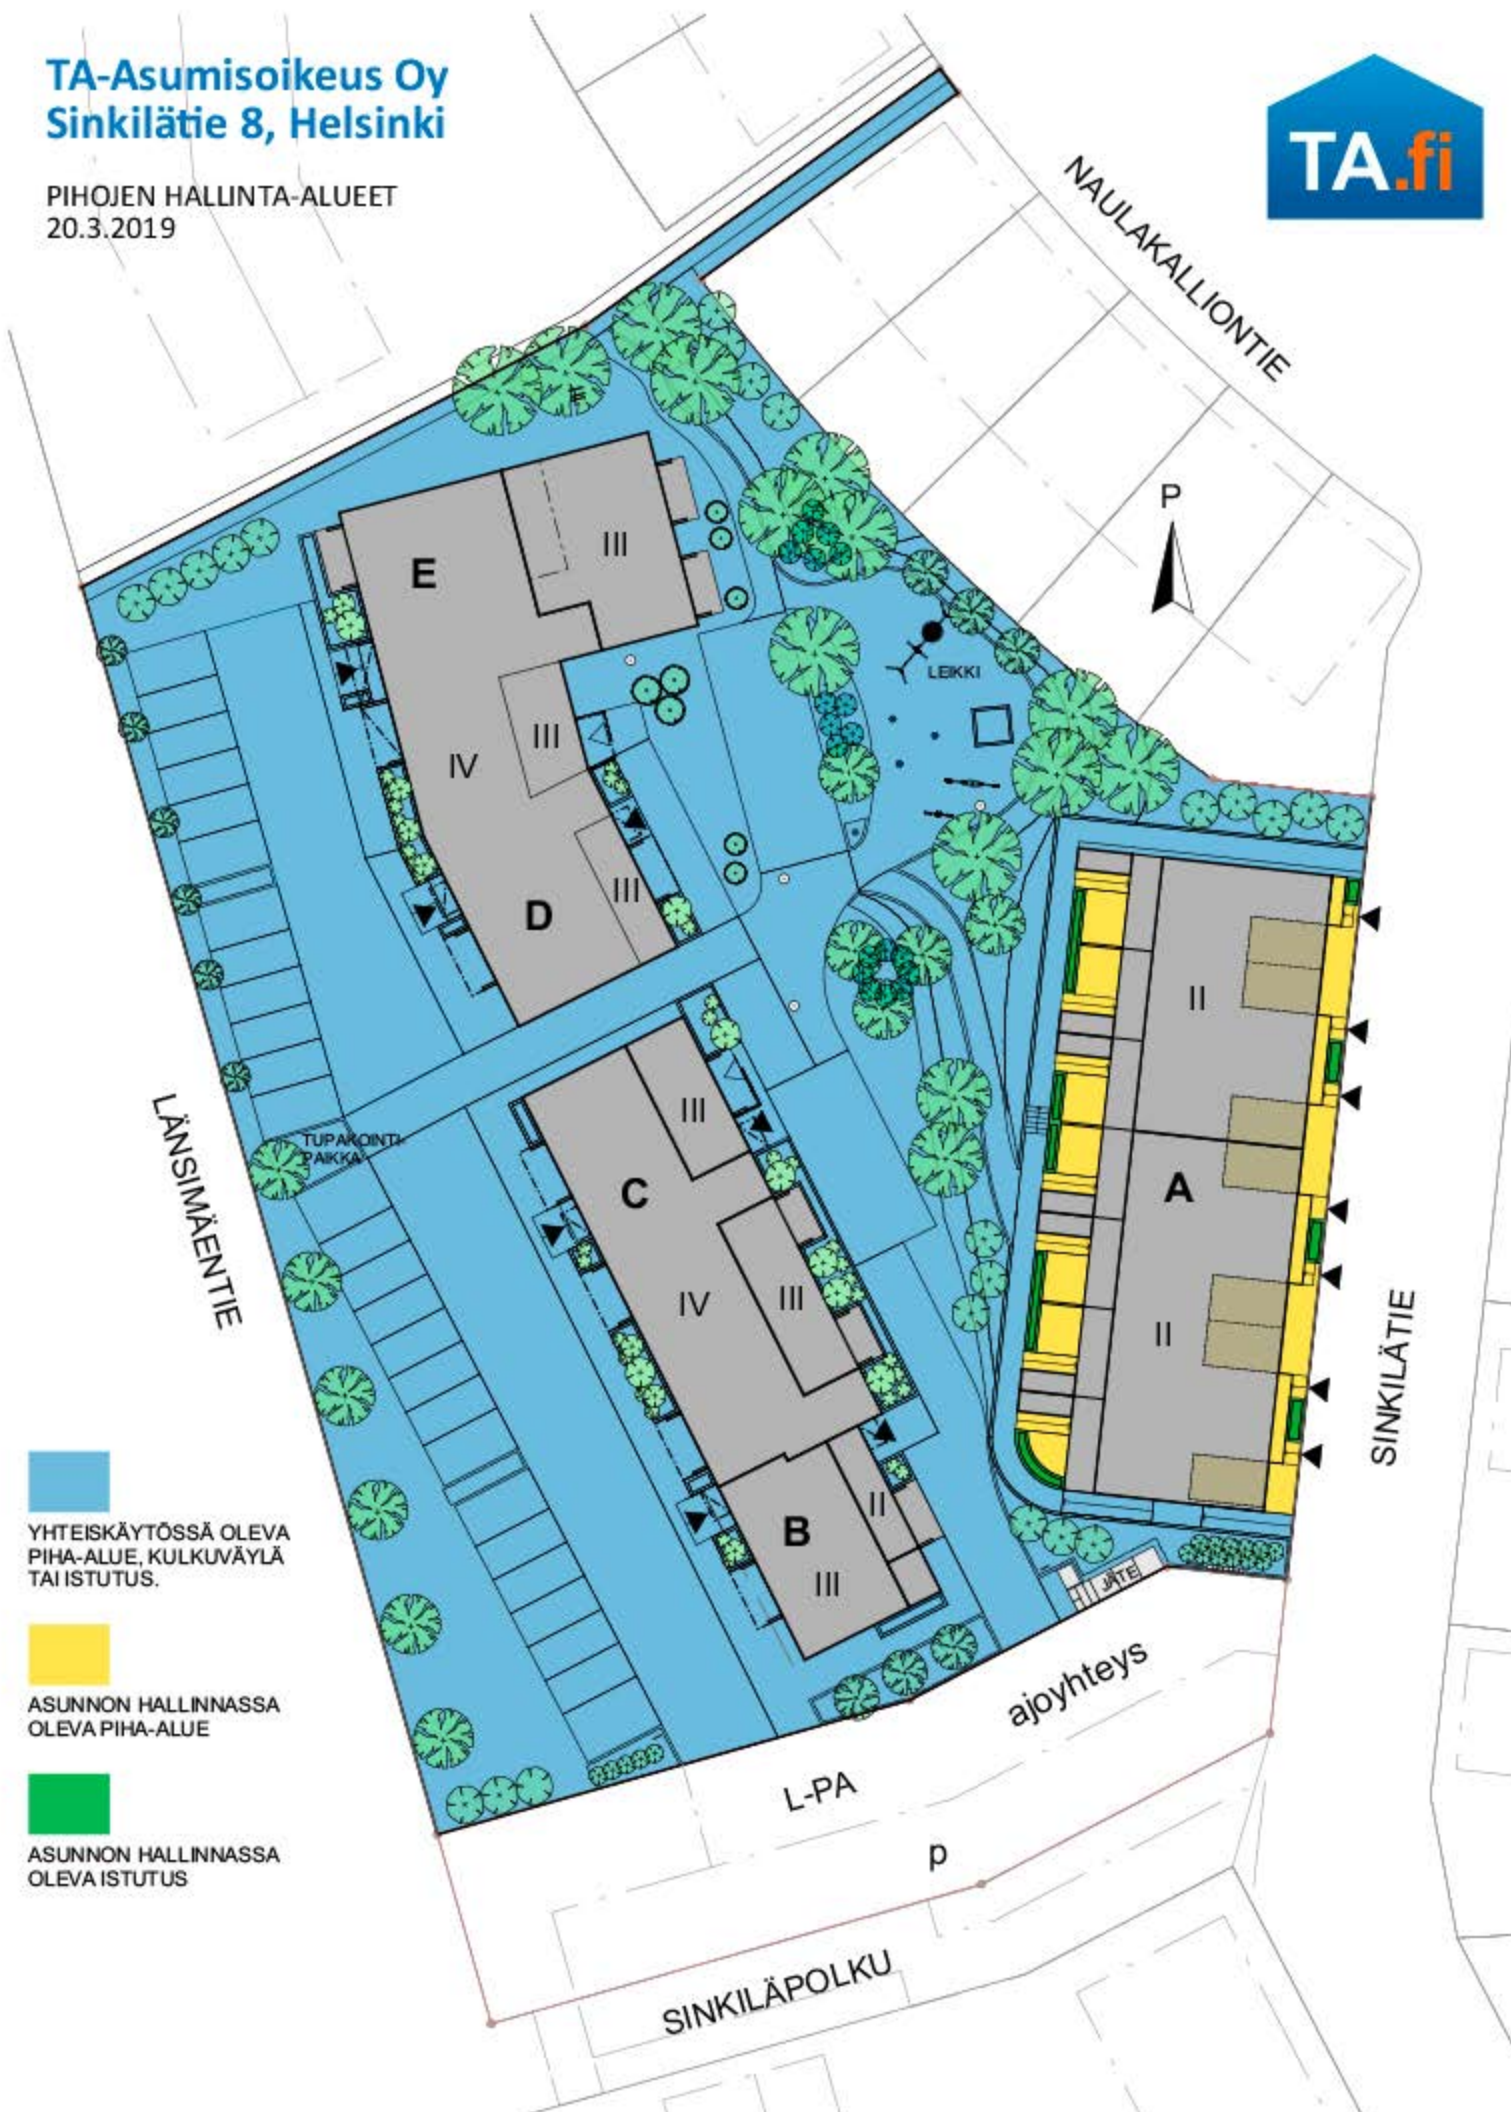 TA-Asumisoikeus Oy
Sinkilätie 8, Helsinki
PIHOJEN HALLINTA-ALUEET
20.3.2019
TA.fi
NAULAKALLIONTIE
P
E
III
LEIKKI
III
IV
III
D
II
TUPAKOINTI-
PAIKKA
LÄNSIMÄENTIE
III
C
A
IV
III
II
SINKILÄTIE
II
B
III
JÄTE
YHTEISKÄYTÖSSÄ OLEVA
PIHA-ALUE, KULKUVÄYLÄ
TAI ISTUTUS.
ASUNNON HALLINNASSA
OLEVA PIHA-ALUE
ASUNNON HALLINNASSA
OLEVA ISTUTUS
ajoyhteys
L-PA
p
SINKILÄPOLKU